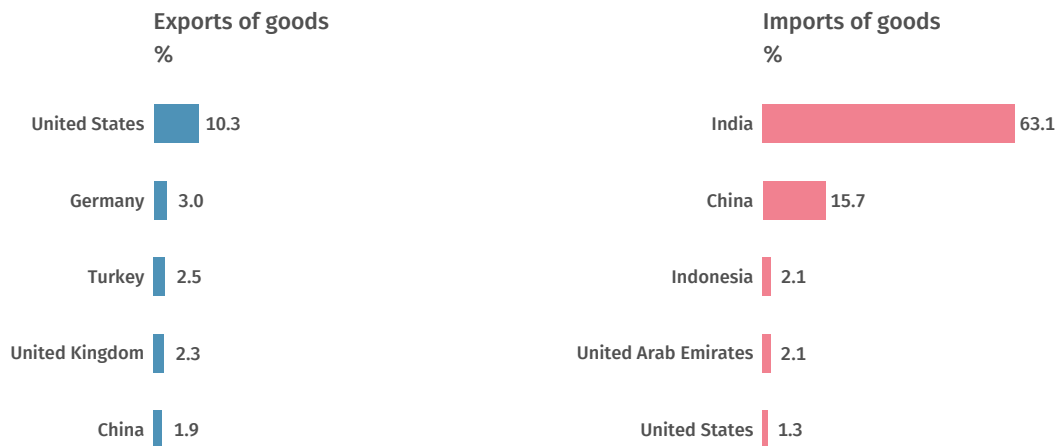 Exports of goods
%
United States 10.3
Germany 3.0
Turkey 2.5
United Kingdom 2.3
China 1.9
Imports of goods
%
India 63.1
China 15.7
Indonesia 2.1
United Arab Emirates 2.1
United States 1.3